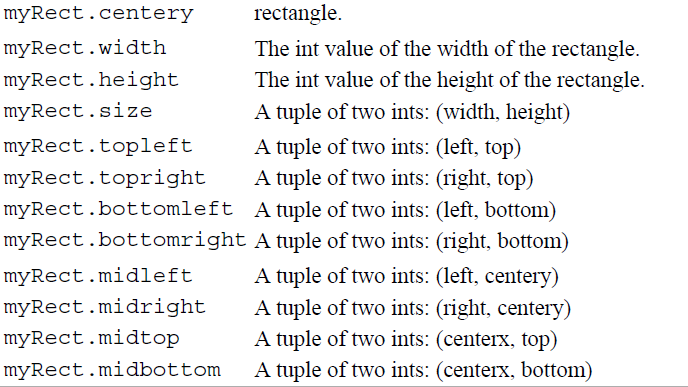 myRect.centery rectangle.
myRect.width The int value of the width of the rectangle.
myRect.height The int value of the height of the rectangle.
myRect.size A tuple of two ints: (width, height)
myRect.topleft A tuple of two ints: (left, top)
myRect.topright A tuple of two ints: (right, top)
myRect.bottomleft A tuple of two ints: (left, bottom)
myRect.bottomright A tuple of two ints: (right, bottom)
myRect.midleft A tuple of two ints: (left, centery)
myRect.midright A tuple of two ints: (right, centery)
myRect.midtop A tuple of two ints: (centerx, top)
myRect.midbottom A tuple of two ints: (centerx, bottom)